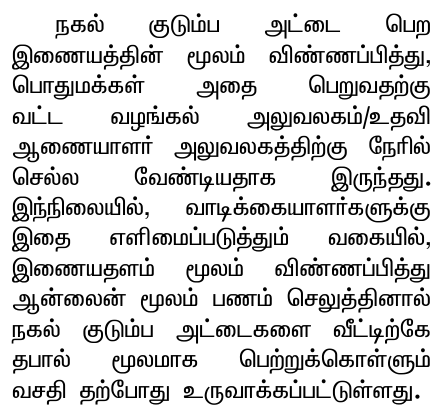 நகல் குடும்ப அட்டை பெற
இணையத்தின் மூலம் விண்ணப்பித்து,
பொதுமக்கள் அதை பெறுவதற்கு
வட்ட வழங்கல் அலுவலகம்/உதவி
ஆணையாளர் அலுவலகத்திற்கு நேரில்
செல்ல வேண்டியதாக இருந்தது.
இந்நிலையில், வாடிக்கையாளர்களுக்கு
இதை எளிமைப்படுத்தும் வகையில்,
இணையதளம் மூலம் விண்ணப்பித்து
ஆன்லைன் மூலம் பணம் செலுத்தினால்
நகல் குடும்ப அட்டைகளை வீட்டிற்கே
தபால் மூலமாக பெற்றுக்கொள்ளும்
வசதி தற்போது உருவாக்கப்பட்டுள்ளது.